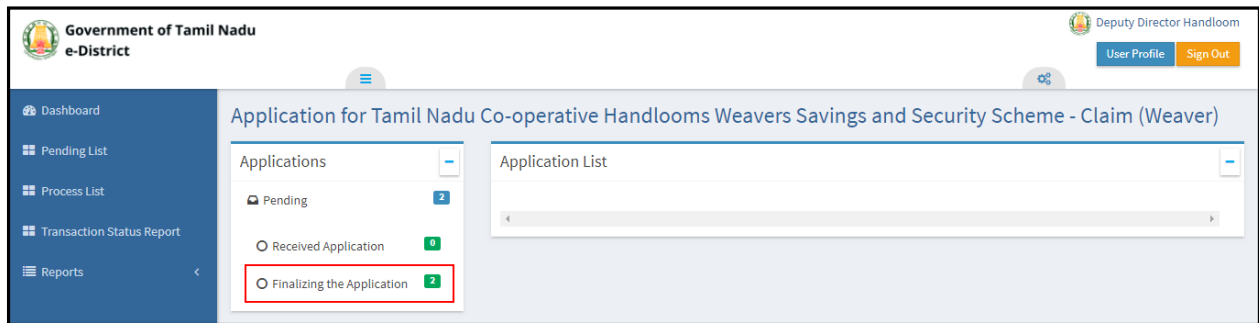 Government of Tamil Nadu
e-District
Deputy Director Handloom
User Profile
Sign Out
Dashboard
Pending List
Process List
Transaction Status Report
Reports
Application for Tamil Nadu Co-operative Handlooms Weavers Savings and Security Scheme - Claim (Weaver)
Applications
Pending 2
Received Application 0
Finalizing the Application 2
Application List